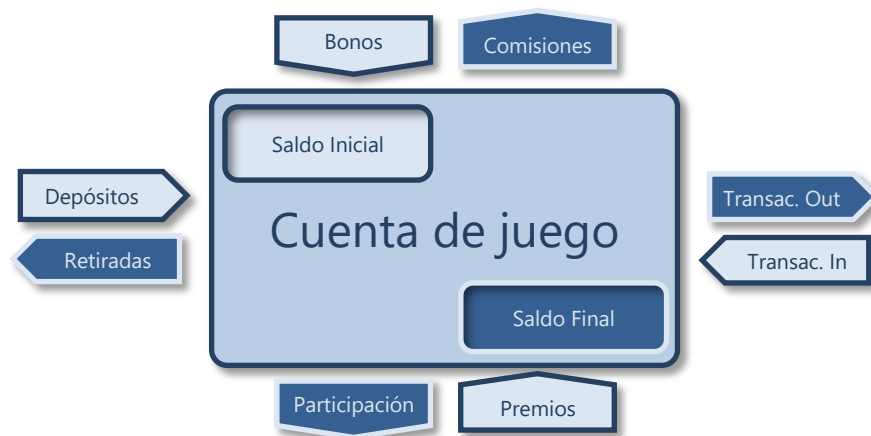 Bonos
Comisiones
Saldo Inicial
Depósitos
Transac. Out
Cuenta de juego
Retiradas
Transac. In
Saldo Final
Participación
Premios